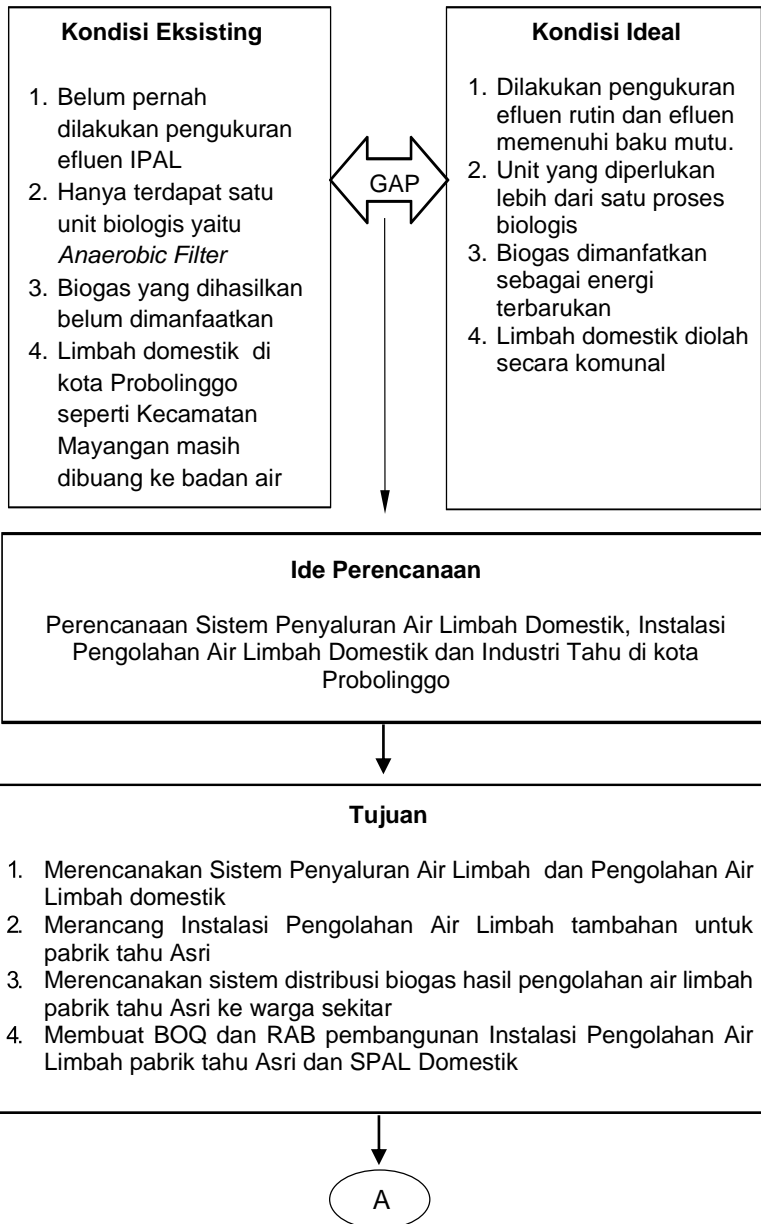 Kondisi Eksisting
1. Belum pernah
dilakukan pengukuran
efluen IPAL
2. Hanya terdapat satu
unit biologis yaitu
Anaerobic Filter
3. Biogas yang dihasilkan
belum dimanfaatkan
4. Limbah domestik di
kota Probolinggo
seperti Kecamatan
Mayangan masih
dibuang ke badan air
GAP
Kondisi Ideal
1. Dilakukan pengukuran
efluen rutin dan efluen
memenuhi baku mutu.
2. Unit yang diperlukan
lebih dari satu proses
biologis
3. Biogas dimanfatkan
sebagai energi
terbarukan
4. Limbah domestik diolah
secara komunal
Ide Perencanaan
Perencanaan Sistem Penyaluran Air Limbah Domestik, Instalasi
Pengolahan Air Limbah Domestik dan Industri Tahu di kota
Probolinggo
Tujuan
1. Merencanakan Sistem Penyaluran Air Limbah dan Pengolahan Air
Limbah domestik
2. Merancang Instalasi Pengolahan Air Limbah tambahan untuk
pabrik tahu Asri
3. Merencanakan sistem distribusi biogas hasil pengolahan air limbah
pabrik tahu Asri ke warga sekitar
4. Membuat BOQ dan RAB pembangunan Instalasi Pengolahan Air
Limbah pabrik tahu Asri dan SPAL Domestik
A